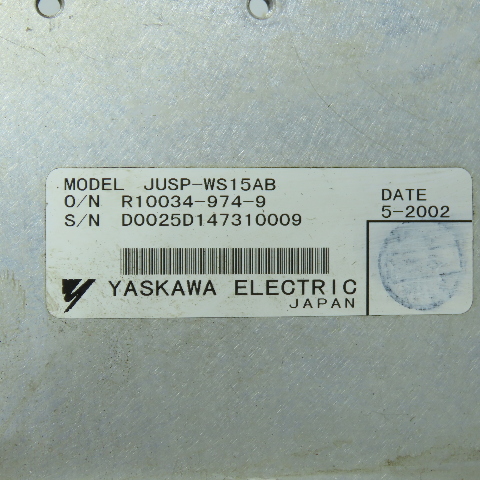 MODEL JUSP-WS15AB
O/N R10034-974-9
S/N D0025D147310009
DATE
5-2002
YASKAWA ELECTRIC
JAPAN